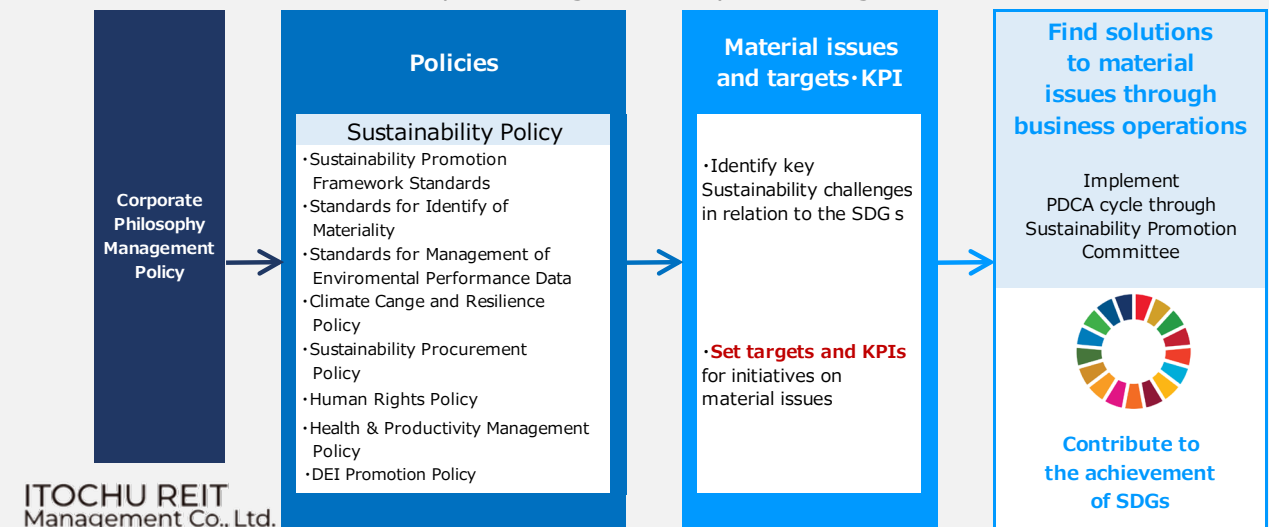 Corporate
Philosophy
Management
Policy
Policies
Sustainability Policy
・Sustainability Promotion
Framework Standards
・Standards for Identify of
Materiality
・Standards for Management of
Enviromental Performance Data
・Climate Cange and Resilience
Policy
・Sustainability Procurement
Policy
・Human Rights Policy
・Health & Productivity Management
Policy
・DEI Promotion Policy
Material issues
and targets・KPI
・Identify key
Sustainability challenges
in relation to the SDGs
・Set targets and KPIs
for initiatives on
material issues
Find solutions
to material
issues through
business operations
Implement
PDCA cycle through
Sustainability Promotion
Committee
Contribute to
the achievement
of SDGs
ITOCHU REIT
Management Co., Ltd.